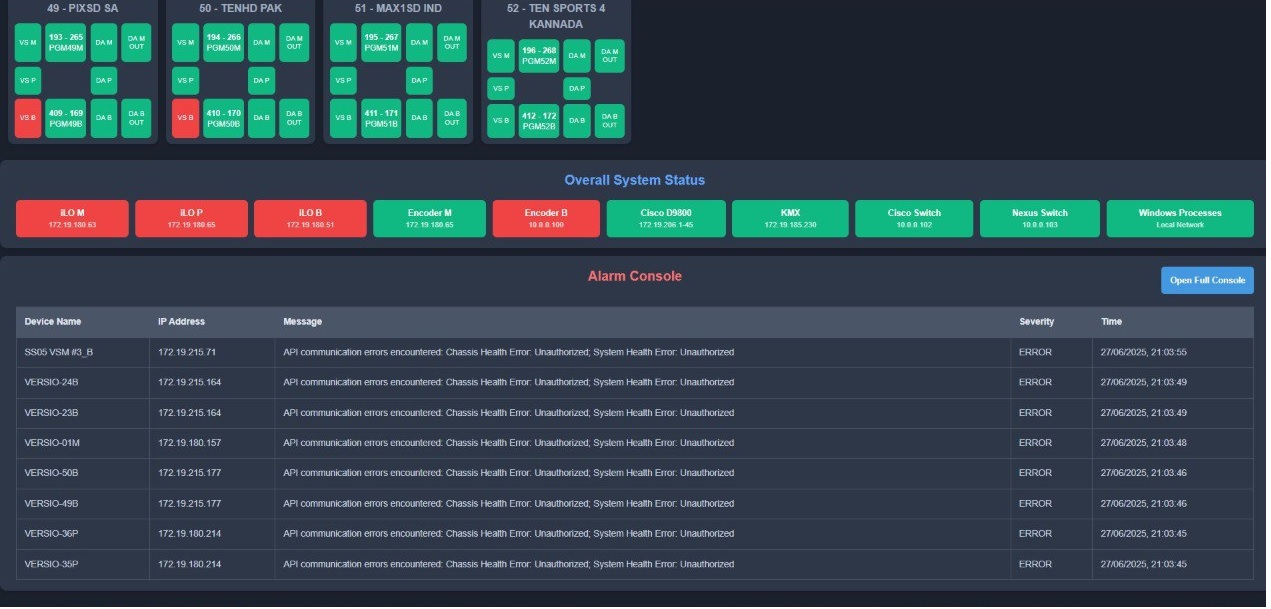 49 - PIXSD SA
VS M 193 - 265 PGM49M DA M DA M OUT
VS P DA P
VS B 409 - 169 PGM49B DA B DA B OUT
50 - TENHD PAK
VS M 194 - 266 PGM50M DA M DA M OUT
VS P DA P
VS B 410 - 170 PGM50B DA B DA B OUT
51 - MAX1SD IND
VS M 195 - 267 PGM51M DA M DA M OUT
VS P DA P
VS B 411 - 171 PGM51B DA B DA B OUT
52 - TEN SPORTS 4
KANNADA
VS M 196 - 268 PGM52M DA M DA M OUT
VS P DA P
VS B 412 - 172 PGM52B DA B DA B OUT
Overall System Status
iLO M iLO P iLO B Encoder M Encoder B Cisco D9800 KMX Cisco Switch Nexus Switch Windows Processes
172.19.180.63 172.19.180.65 172.19.180.51 172.19.180.65 10.0.0.100 172.19.206.1-45 172.19.185.230 10.0.0.102 10.0.0.103 Local Network
Alarm Console
Open Full Console
Device Name IP Address Message Severity Time
SS05 VSM #3_B 172.19.215.71 API communication errors encountered: Chassis Health Error: Unauthorized; System Health Error: Unauthorized ERROR 27/06/2025, 21:03:55
VERSIO-24B 172.19.215.164 API communication errors encountered: Chassis Health Error: Unauthorized; System Health Error: Unauthorized ERROR 27/06/2025, 21:03:49
VERSIO-23B 172.19.215.164 API communication errors encountered: Chassis Health Error: Unauthorized; System Health Error: Unauthorized ERROR 27/06/2025, 21:03:49
VERSIO-01M 172.19.180.157 API communication errors encountered: Chassis Health Error: Unauthorized; System Health Error: Unauthorized ERROR 27/06/2025, 21:03:48
VERSIO-50B 172.19.215.177 API communication errors encountered: Chassis Health Error: Unauthorized; System Health Error: Unauthorized ERROR 27/06/2025, 21:03:46
VERSIO-49B 172.19.215.177 API communication errors encountered: Chassis Health Error: Unauthorized; System Health Error: Unauthorized ERROR 27/06/2025, 21:03:46
VERSIO-36P 172.19.180.214 API communication errors encountered: Chassis Health Error: Unauthorized; System Health Error: Unauthorized ERROR 27/06/2025, 21:03:45
VERSIO-35P 172.19.180.214 API communication errors encountered: Chassis Health Error: Unauthorized; System Health Error: Unauthorized ERROR 27/06/2025, 21:03:45